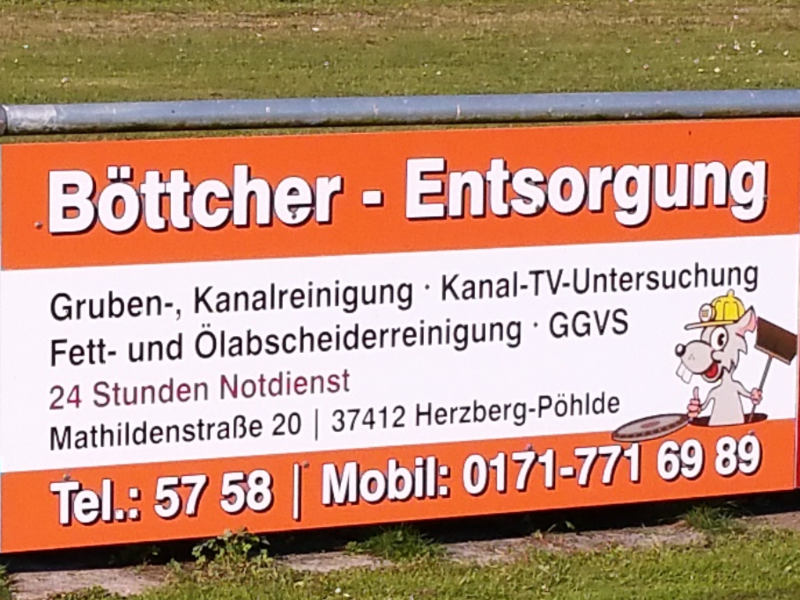 Böttcher - Entsorgung
Gruben-, Kanalreinigung · Kanal-TV-Untersuchung
Fett- und Ölabscheiderreinigung · GGVS
24 Stunden Notdienst
Mathildenstraße 20 | 37412 Herzberg-Pöhlde
Tel.: 57 58 | Mobil: 0171-771 69 89